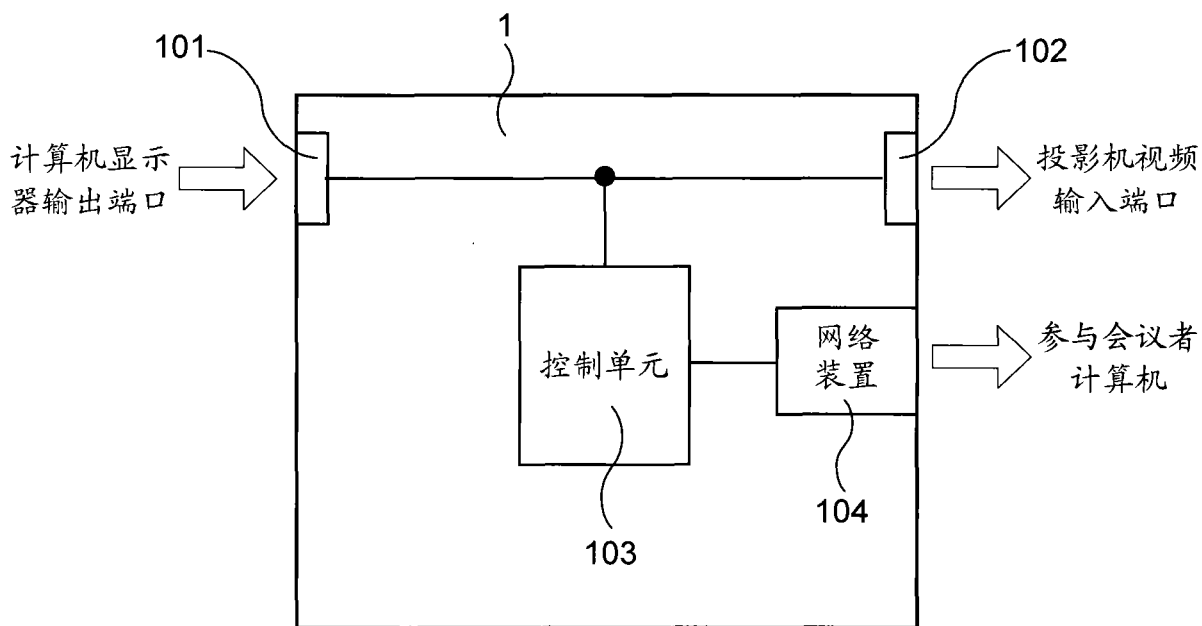 1
101
102
计算机显示
器输出端口
投影机视频
输入端口
控制单元
网络
装置
参与会议者
计算机
103
104